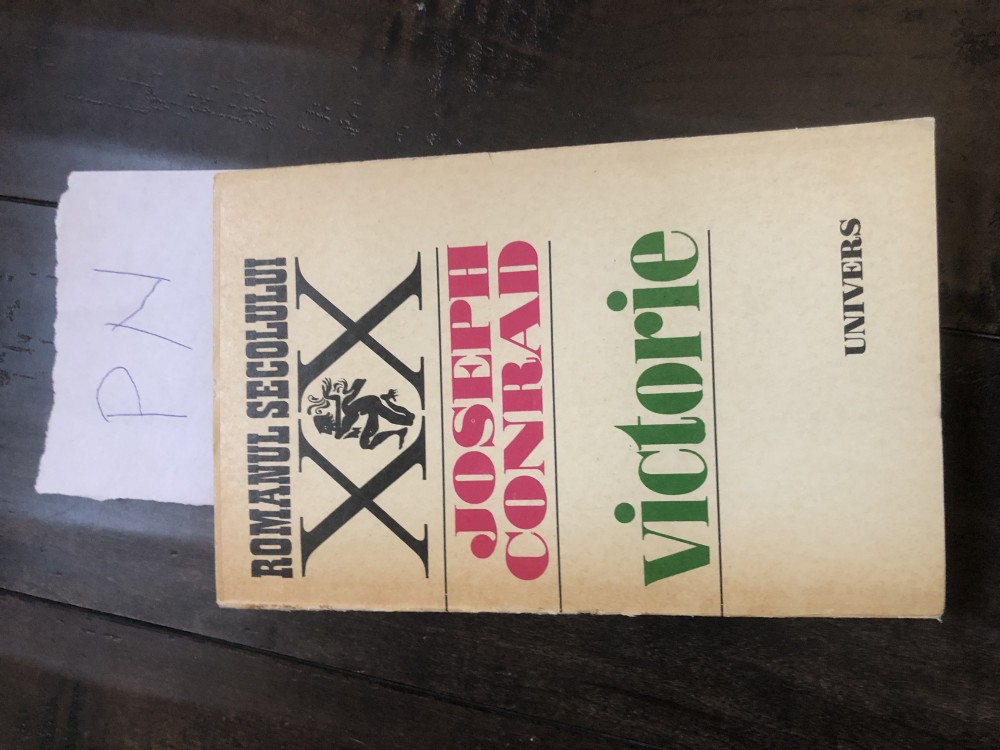 PN
ROMANUL SECOLULUI
XX
JOSEPH
CONRAD
victorie
UNIVERS